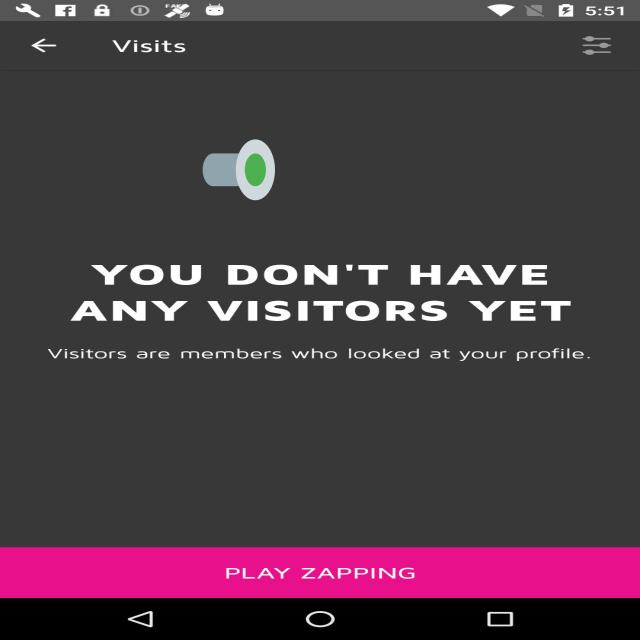 5:51
Visits
YOU DON'T HAVE
ANY VISITORS YET
Visitors are members who looked at your profile.
PLAY ZAPPING